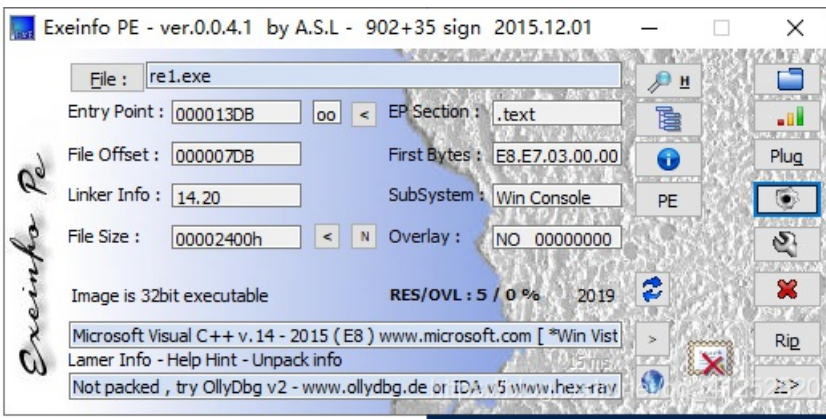 Exeinfo PE - ver.0.0.4.1 by A.S.L - 902+35 sign 2015.12.01
File : re1.exe H
Entry Point : 000013DB oo < EP Section : .text
File Offset : 000007DB First Bytes : E8.E7.03.00.00 Plug
Linker Info : 14.20 SubSystem : Win Console PE
File Size : 00002400h < N Overlay : NO 00000000
Image is 32bit executable RES/OVL : 5 / 0 % 2019
Microsoft Visual C++ v.14 - 2015 ( E8 ) www.microsoft.com [ *Win Vist > Rip
Lamer Info - Help Hint - Unpack info
Not packed , try OllyDbg v2 - www.ollydbg.de or IDA v5 www.hex-ray >>
Exeinfo Pe